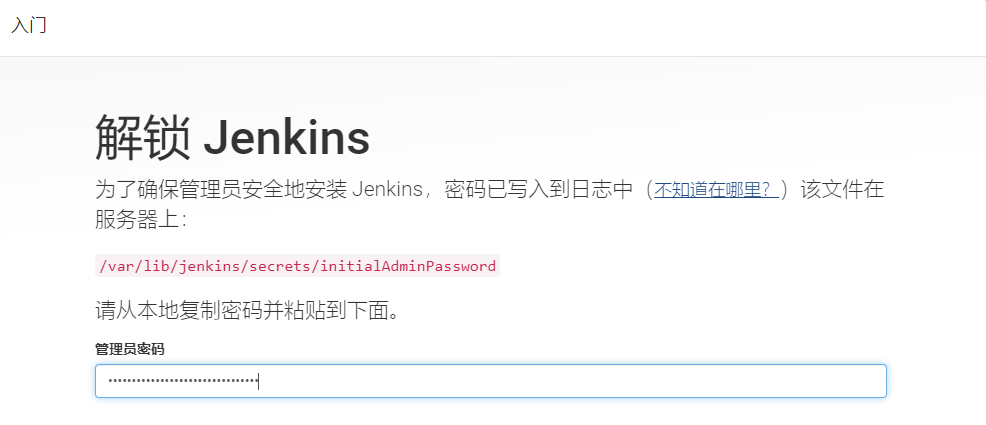 入门
解锁 Jenkins
为了确保管理员安全地安装 Jenkins，密码已写入到日志中（不知道在哪里？）该文件在
服务器上：
/var/lib/jenkins/secrets/initialAdminPassword
请从本地复制密码并粘贴到下面。
管理员密码